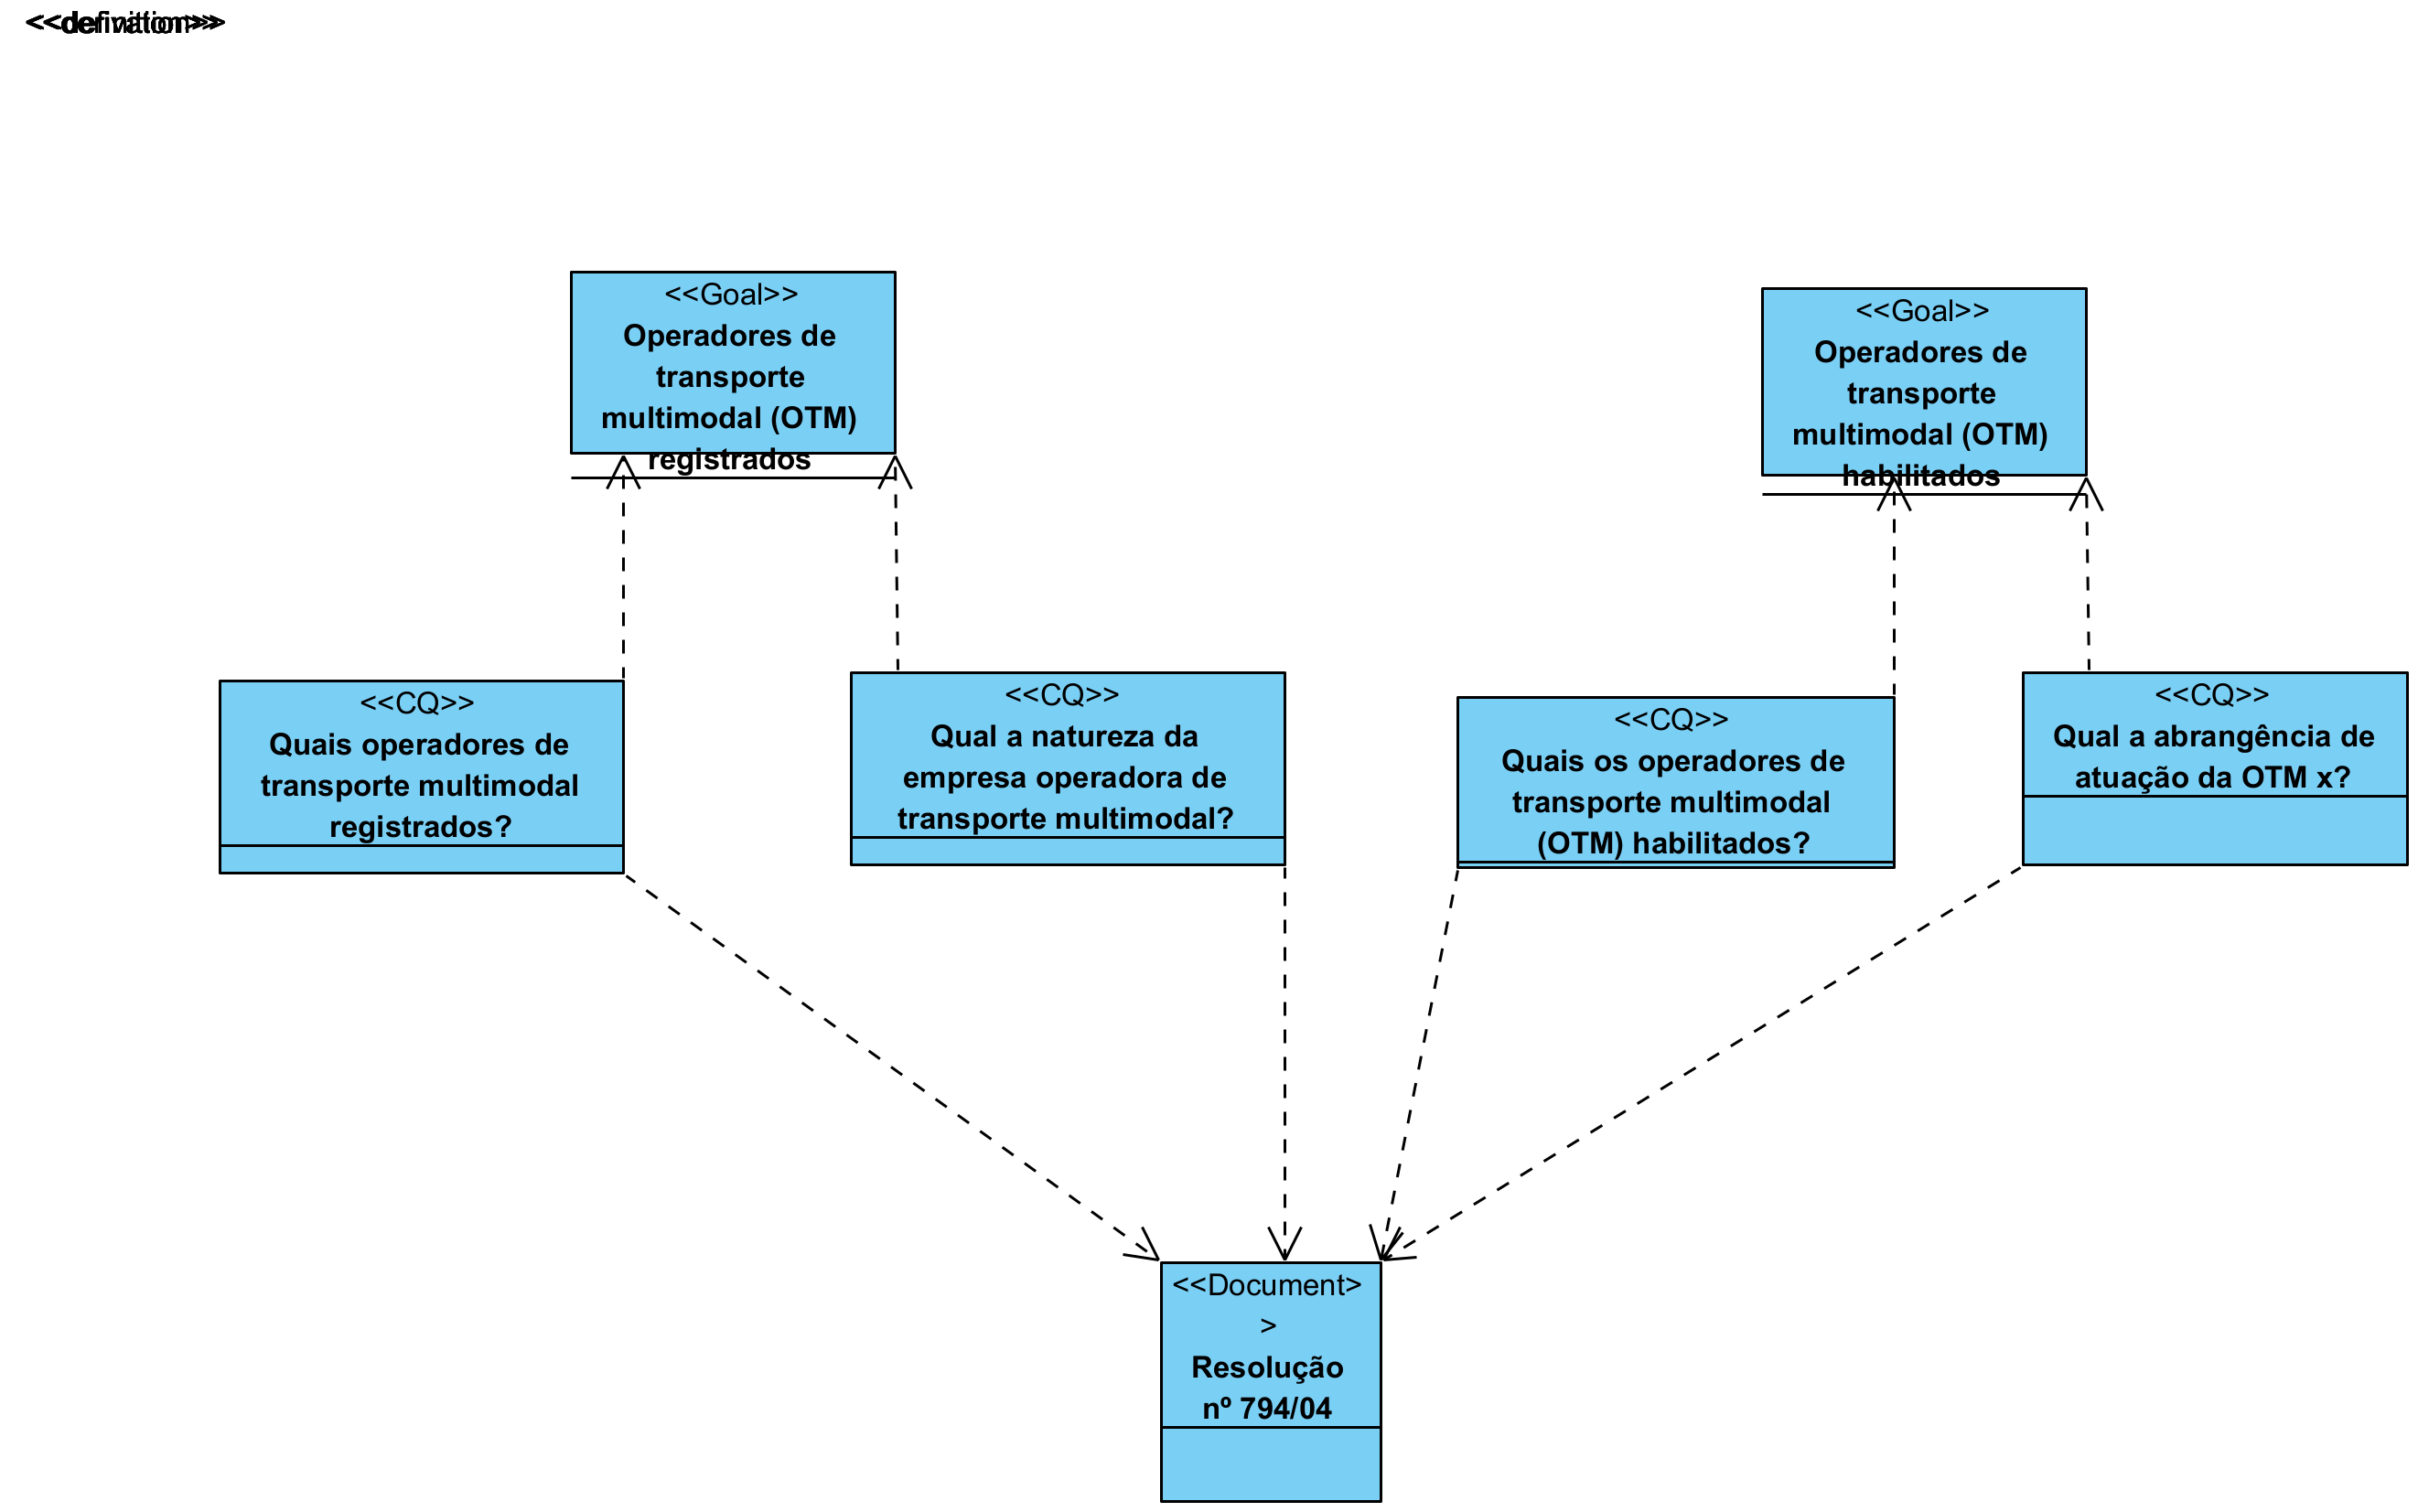 <<Goal>>
Operadores de
transporte
multimodal (OTM)
registrados
<<Goal>>
Operadores de
transporte
multimodal (OTM)
habilitados
<<CQ>>
Quais operadores de
transporte multimodal
registrados?
<<CQ>>
Qual a natureza da
empresa operadora de
transporte multimodal?
<<CQ>>
Quais os operadores de
transporte multimodal
(OTM) habilitados?
<<CQ>>
Qual a abrangência de
atuação da OTM x?
<<Document>
>
Resolução
nº 794/04